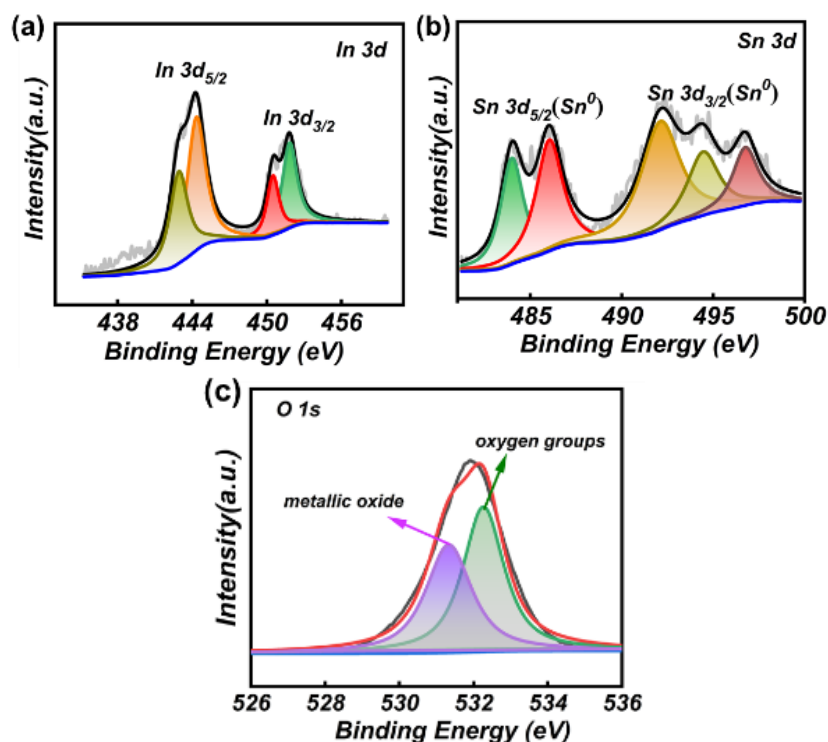 (a)
In 3d
In 3d5/2
In 3d3/2
Intensity(a.u.)
438 444 450 456
Binding Energy (eV)
(b)
Sn 3d
Sn 3d5/2(Sn0)
Sn 3d3/2(Sn0)
Intensity(a.u.)
485 490 495 500
Binding Energy (eV)
(c)
O 1s
oxygen groups
metallic oxide
Intensity(a.u.)
526 528 530 532 534 536
Binding Energy (eV)